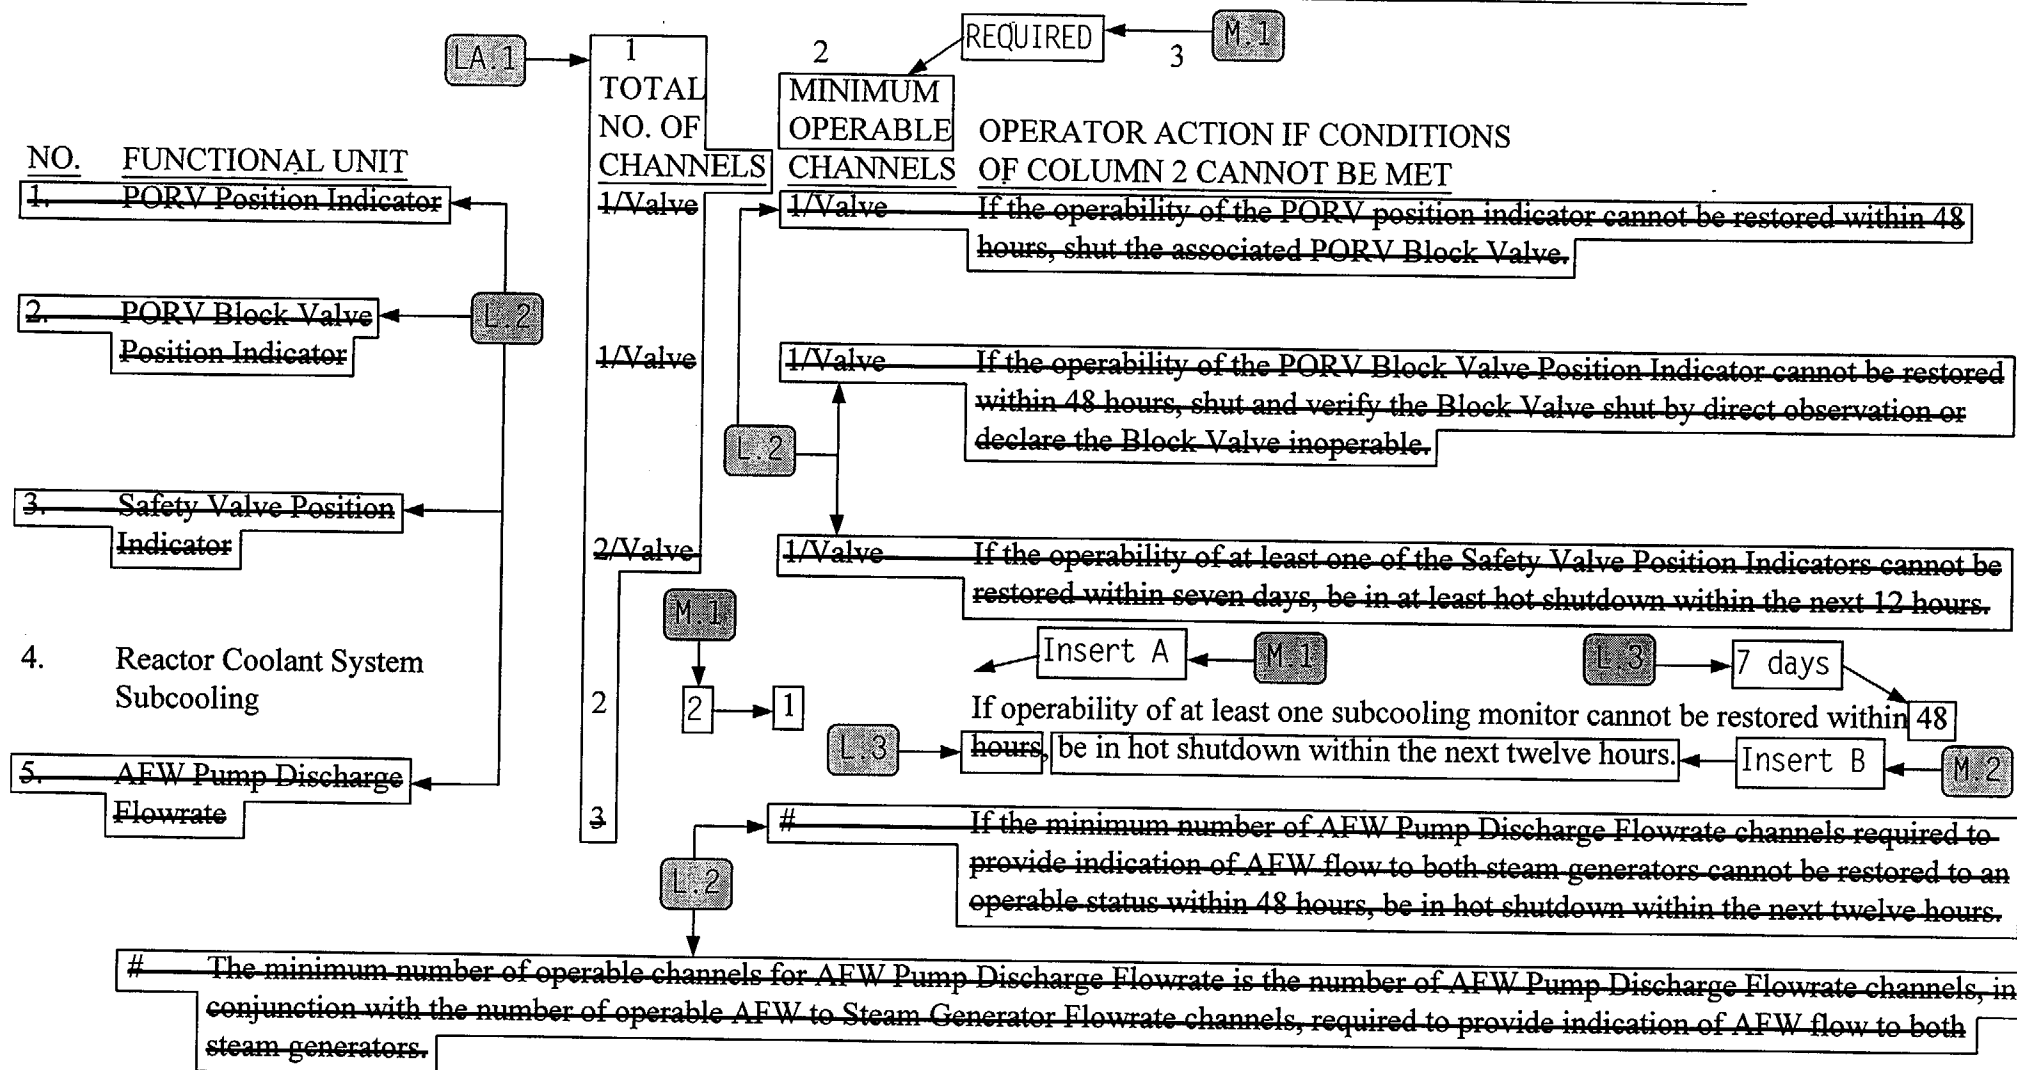 LA.1
1
TOTAL
NO. OF
CHANNELS
2
REQUIRED
3
M.1
MINIMUM
OPERABLE
CHANNELS
OPERATOR ACTION IF CONDITIONS
OF COLUMN 2 CANNOT BE MET
NO. FUNCTIONAL UNIT
1. PORV Position Indicator
1/Valve
1/Valve If the operability of the PORV position indicator cannot be restored within 48
hours, shut the associated PORV Block Valve.
L.2
2. PORV Block Valve
Position Indicator
1/Valve
1/Valve If the operability of the PORV Block Valve Position Indicator cannot be restored
within 48 hours, shut and verify the Block Valve shut by direct observation or
declare the Block Valve inoperable.
L.2
3. Safety Valve Position
Indicator
2/Valve
1/Valve If the operability of at least one of the Safety Valve Position Indicators cannot be
restored within seven days, be in at least hot shutdown within the next 12 hours.
M.1
Insert A
M.1
L.3
7 days
4. Reactor Coolant System
Subcooling
2
2
1
If operability of at least one subcooling monitor cannot be restored within 48
L.3
hours, be in hot shutdown within the next twelve hours.
Insert B
M.2
5. AFW Pump Discharge
Flowrate
3
# If the minimum number of AFW Pump Discharge Flowrate channels required to
provide indication of AFW flow to both steam generators cannot be restored to an
operable status within 48 hours, be in hot shutdown within the next twelve hours.
L.2
# The minimum number of operable channels for AFW Pump Discharge Flowrate is the number of AFW Pump Discharge Flowrate channels, in
conjunction with the number of operable AFW to Steam Generator Flowrate channels, required to provide indication of AFW flow to both
steam generators.